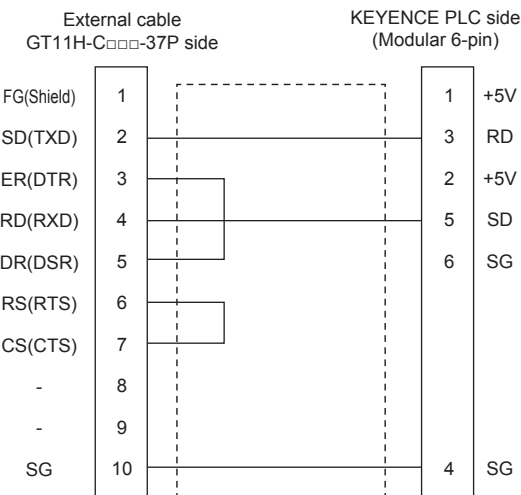 External cable
GT11H-C□□□-37P side
KEYENCE PLC side
(Modular 6-pin)
FG(Shield) 1 1 +5V
SD(TXD) 2 3 RD
ER(DTR) 3 2 +5V
RD(RXD) 4 5 SD
DR(DSR) 5 6 SG
RS(RTS) 6
CS(CTS) 7
- 8
- 9
SG 10 4 SG